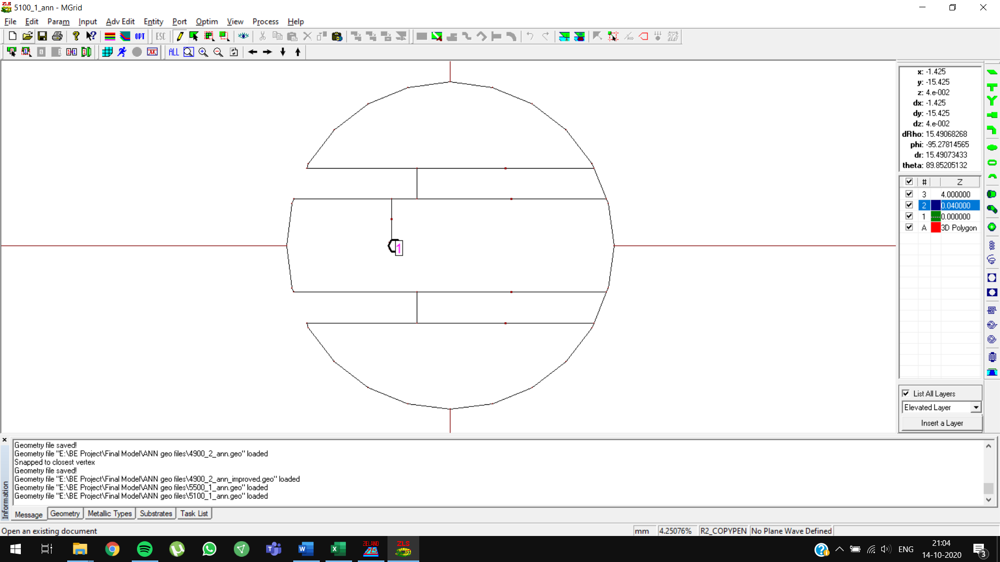 5100_1_ann - MGrid
File Edit Param Input Adv Edit Entity Port Optim View Process Help
OPT ESC
ALL
x: -1.425
y: -15.425
z: 4.e-002
dx: -1.425
dy: -15.425
dz: 4.e-002
dRho: 15.49068268
phi: -95.27814565
dr: 15.49073433
theta: 89.85205132
# Z
3 4.000000
2 0.040000
1 0.000000
A 3D Polygon
1
List All Layers
Elevated Layer
Insert a Layer
Information
Geometry file saved!
Geometry file "E:\BE Project\Final Model\ANN geo files\4900_2_ann.geo" loaded
Snapped to closest vertex
Geometry file saved!
Geometry file "E:\BE Project\Final Model\ANN geo files\4900_2_ann_improved.geo" loaded
Geometry file "E:\BE Project\Final Model\ANN geo files\5500_1_ann.geo" loaded
Geometry file "E:\BE Project\Final Model\ANN geo files\5100_1_ann.geo" loaded
Message Geometry Metallic Types Substrates Task List
Open an existing document mm 4.25076% R2_COPYPEN No Plane Wave Defined
ZELAND ZLS
ENG 21:04
14-10-2020 3